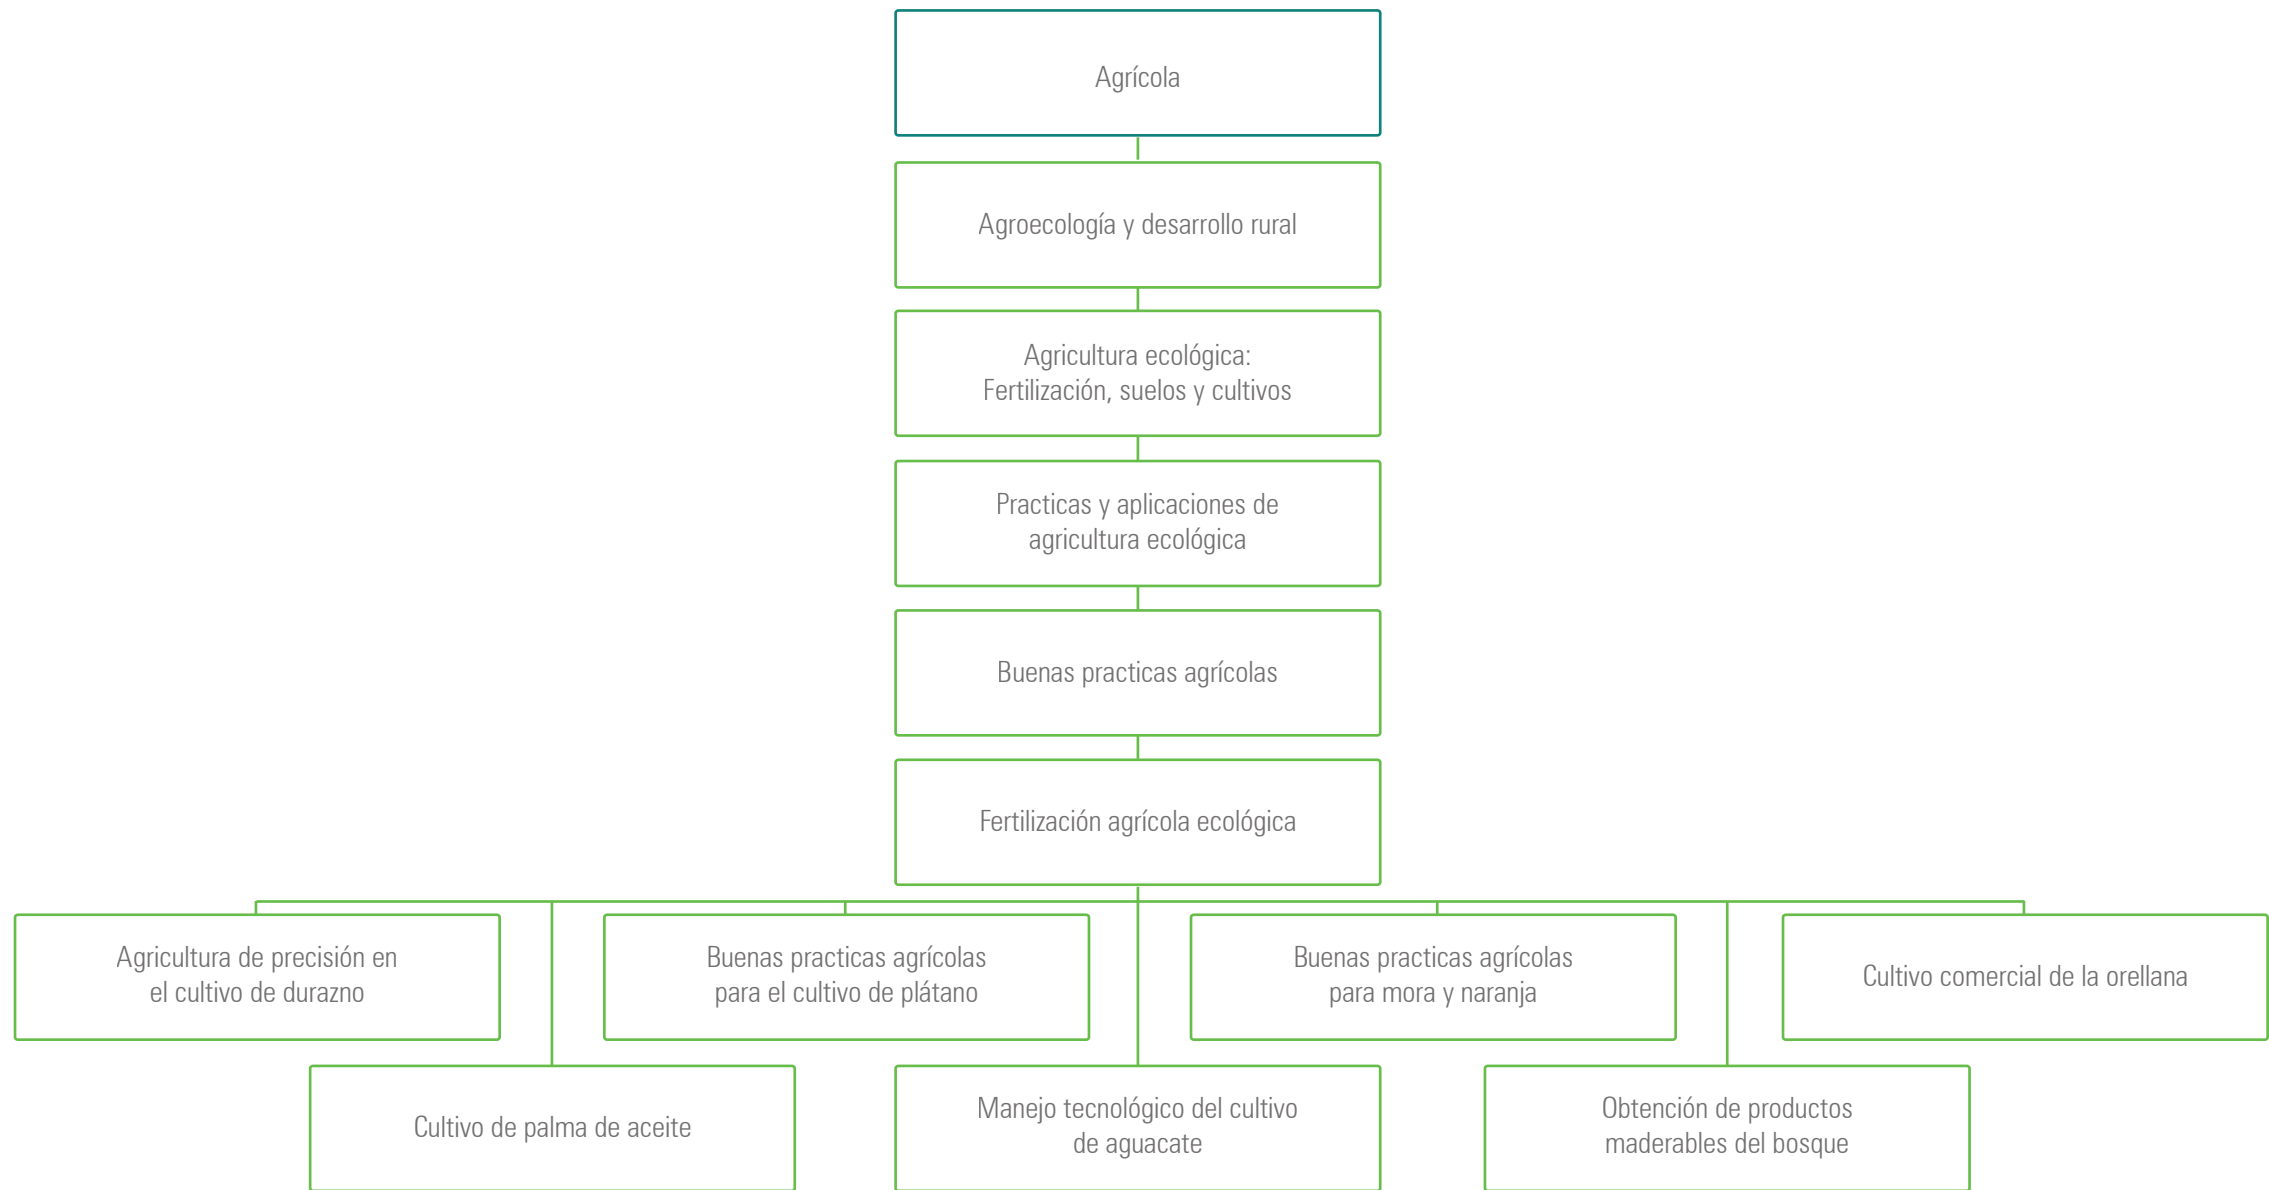 Agrícola
Agroecología y desarrollo rural
Agricultura ecológica:
Fertilización, suelos y cultivos
Practicas y aplicaciones de
agricultura ecológica
Buenas practicas agrícolas
Fertilización agrícola ecológica
Agricultura de precisión en
el cultivo de durazno
Buenas practicas agrícolas
para el cultivo de plátano
Buenas practicas agrícolas
para mora y naranja
Cultivo comercial de la orellana
Cultivo de palma de aceite
Manejo tecnológico del cultivo
de aguacate
Obtención de productos
maderables del bosque